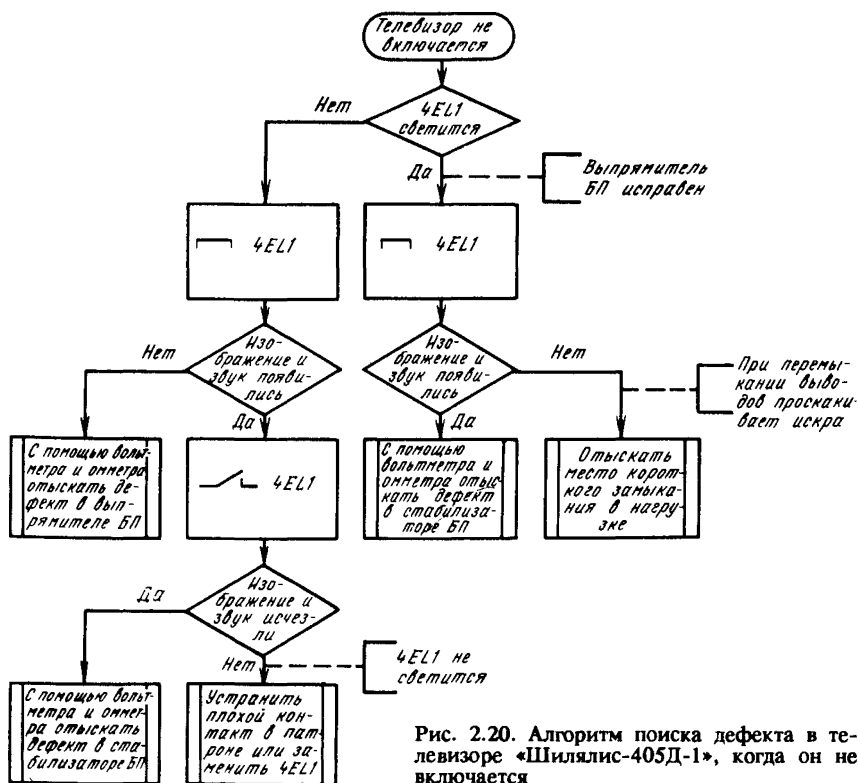 Телевизор не
включается
4EL1
светится
Нет
Да
Выпрямитель
БП исправен
4EL1
4EL1
Изо-
бражение и
звук появи-
лись
Нет
Да
Изо-
бражение и
звук появи-
лись
Нет
Да
При перемы-
кании выво-
дов проскаки-
вает искра
С помощью вольт-
метра и омметра
отыскать де-
фект в вып-
рямителе БП
4EL1
С помощью
вольтметра и
омметра отыс-
кать дефект
в стабилиза-
торе БП
Отыскать
место корот-
кого замыка-
ния в нагру-
зке
Изо-
бражение и
звук исчез-
ли
Да
Нет
4EL1 не
светится
С помощью вольт-
метра и оммет-
ра отыскать
дефект в ста-
билизаторе БП
Устранить
плохой кон-
такт в пат-
роне или за-
менить 4EL1
Рис. 2.20. Алгоритм поиска дефекта в те-
левизоре «Шилялис-405Д-1», когда он не
включается